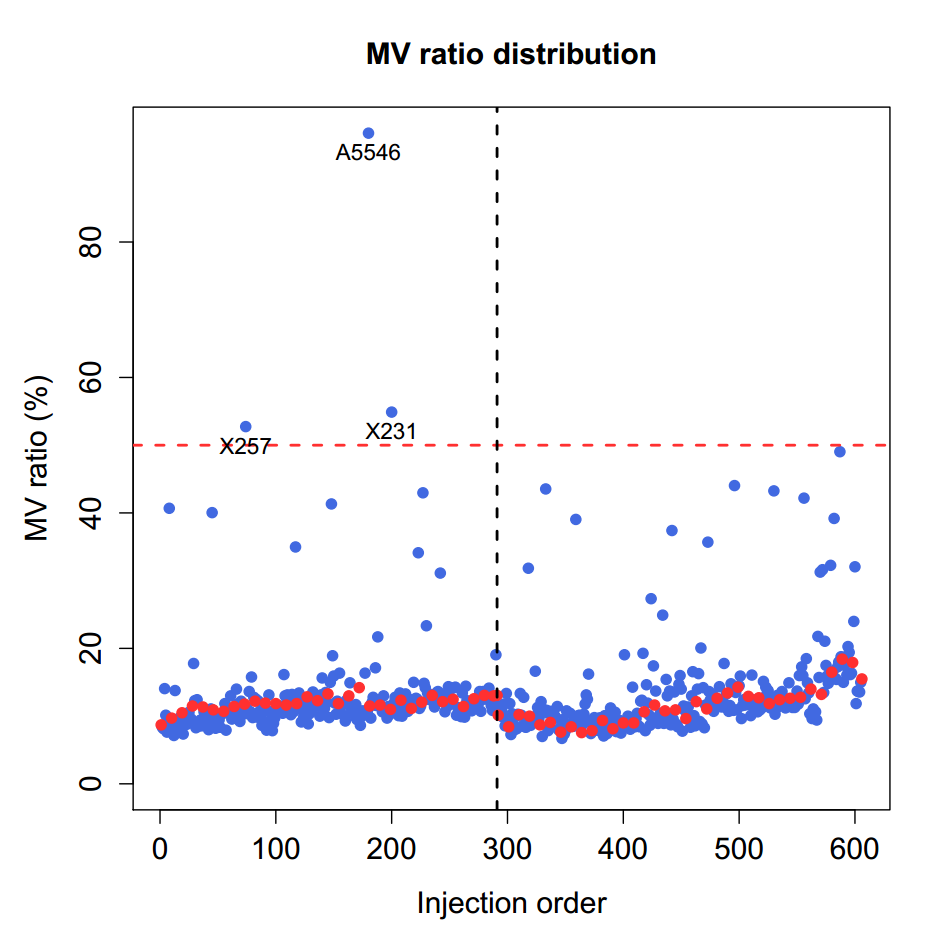 MV ratio distribution
A5546
X257
X231
MV ratio (%)
0
20
40
60
80
0 100 200 300 400 500 600
Injection order